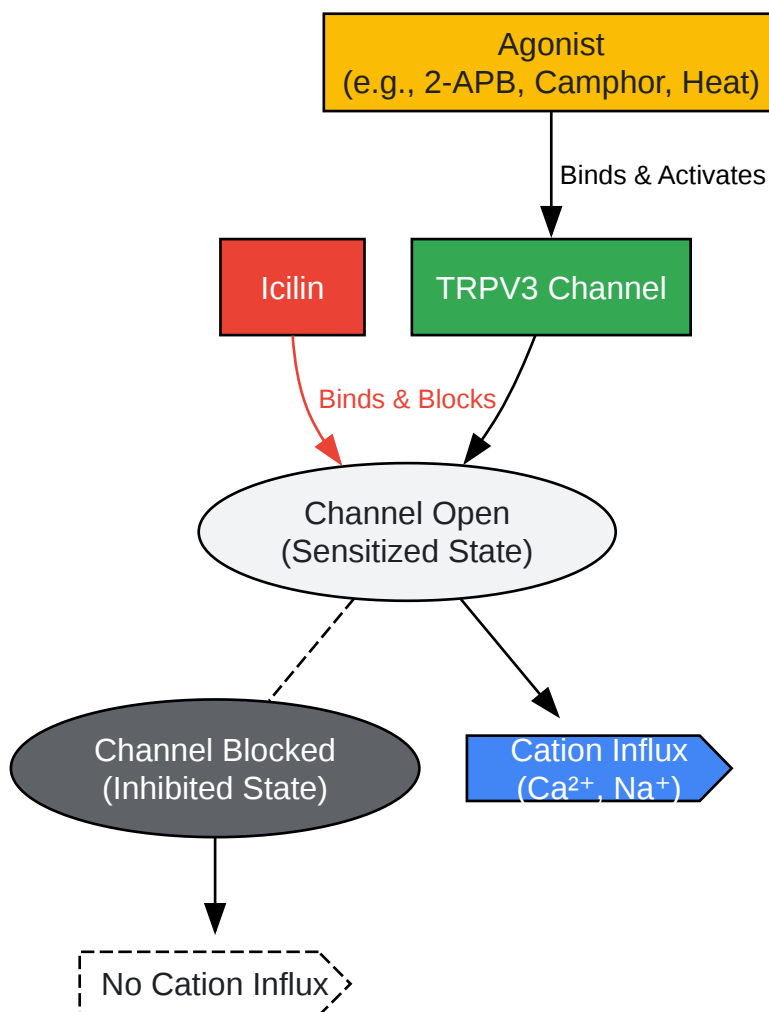 Agonist
(e.g., 2-APB, Camphor, Heat)
Binds & Activates
Icilin
TRPV3 Channel
Binds & Blocks
Channel Open
(Sensitized State)
Channel Blocked
(Inhibited State)
Cation Influx
(Ca²⁺, Na⁺)
No Cation Influx